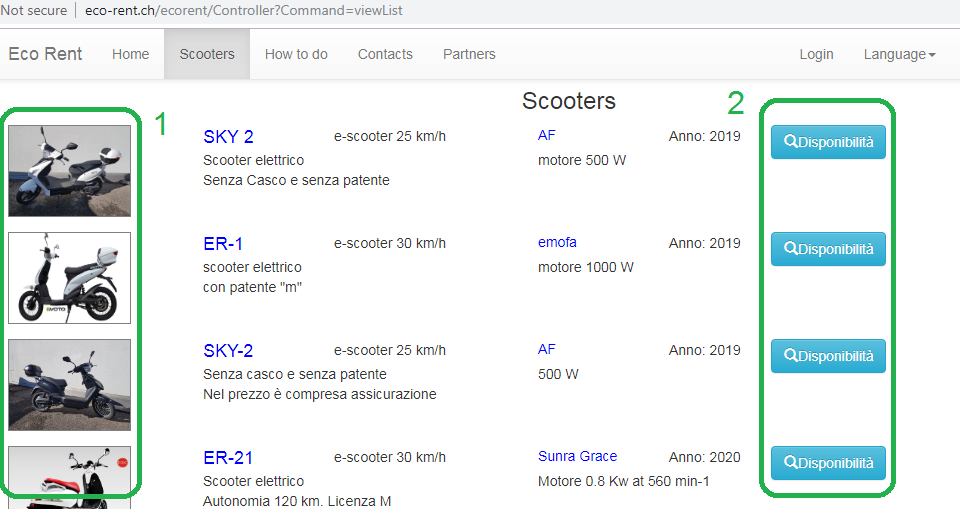 Not secure | eco-rent.ch/ecorent/Controller?Command=viewList
Eco Rent Home Scooters How to do Contacts Partners Login Language
Scooters
1
2
SKY 2 e-scooter 25 km/h AF Anno: 2019 Disponibilità
Scooter elettrico motore 500 W
Senza Casco e senza patente
ER-1 e-scooter 30 km/h emofa Anno: 2019 Disponibilità
scooter elettrico motore 1000 W
con patente "m"
EMOTO
SKY-2 e-scooter 25 km/h AF Anno: 2019 Disponibilità
Senza casco e senza patente 500 W
Nel prezzo è compresa assicurazione
ER-21 e-scooter 30 km/h Sunra Grace Anno: 2020 Disponibilità
Scooter elettrico Motore 0.8 Kw at 560 min-1
Autonomia 120 km. Licenza M